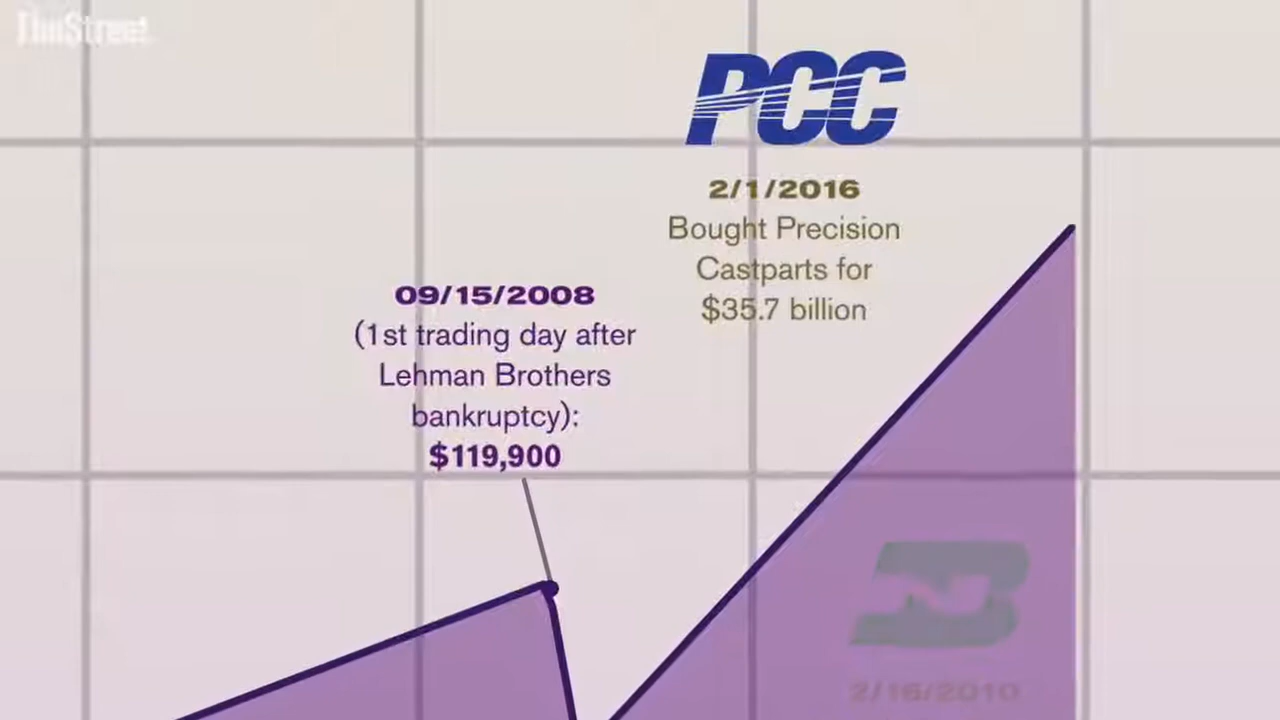 TheStreet
PCC
2/1/2016
Bought Precision
Castparts for
$35.7 billion
09/15/2008
(1st trading day after
Lehman Brothers
bankruptcy):
$119,900
2/16/2010